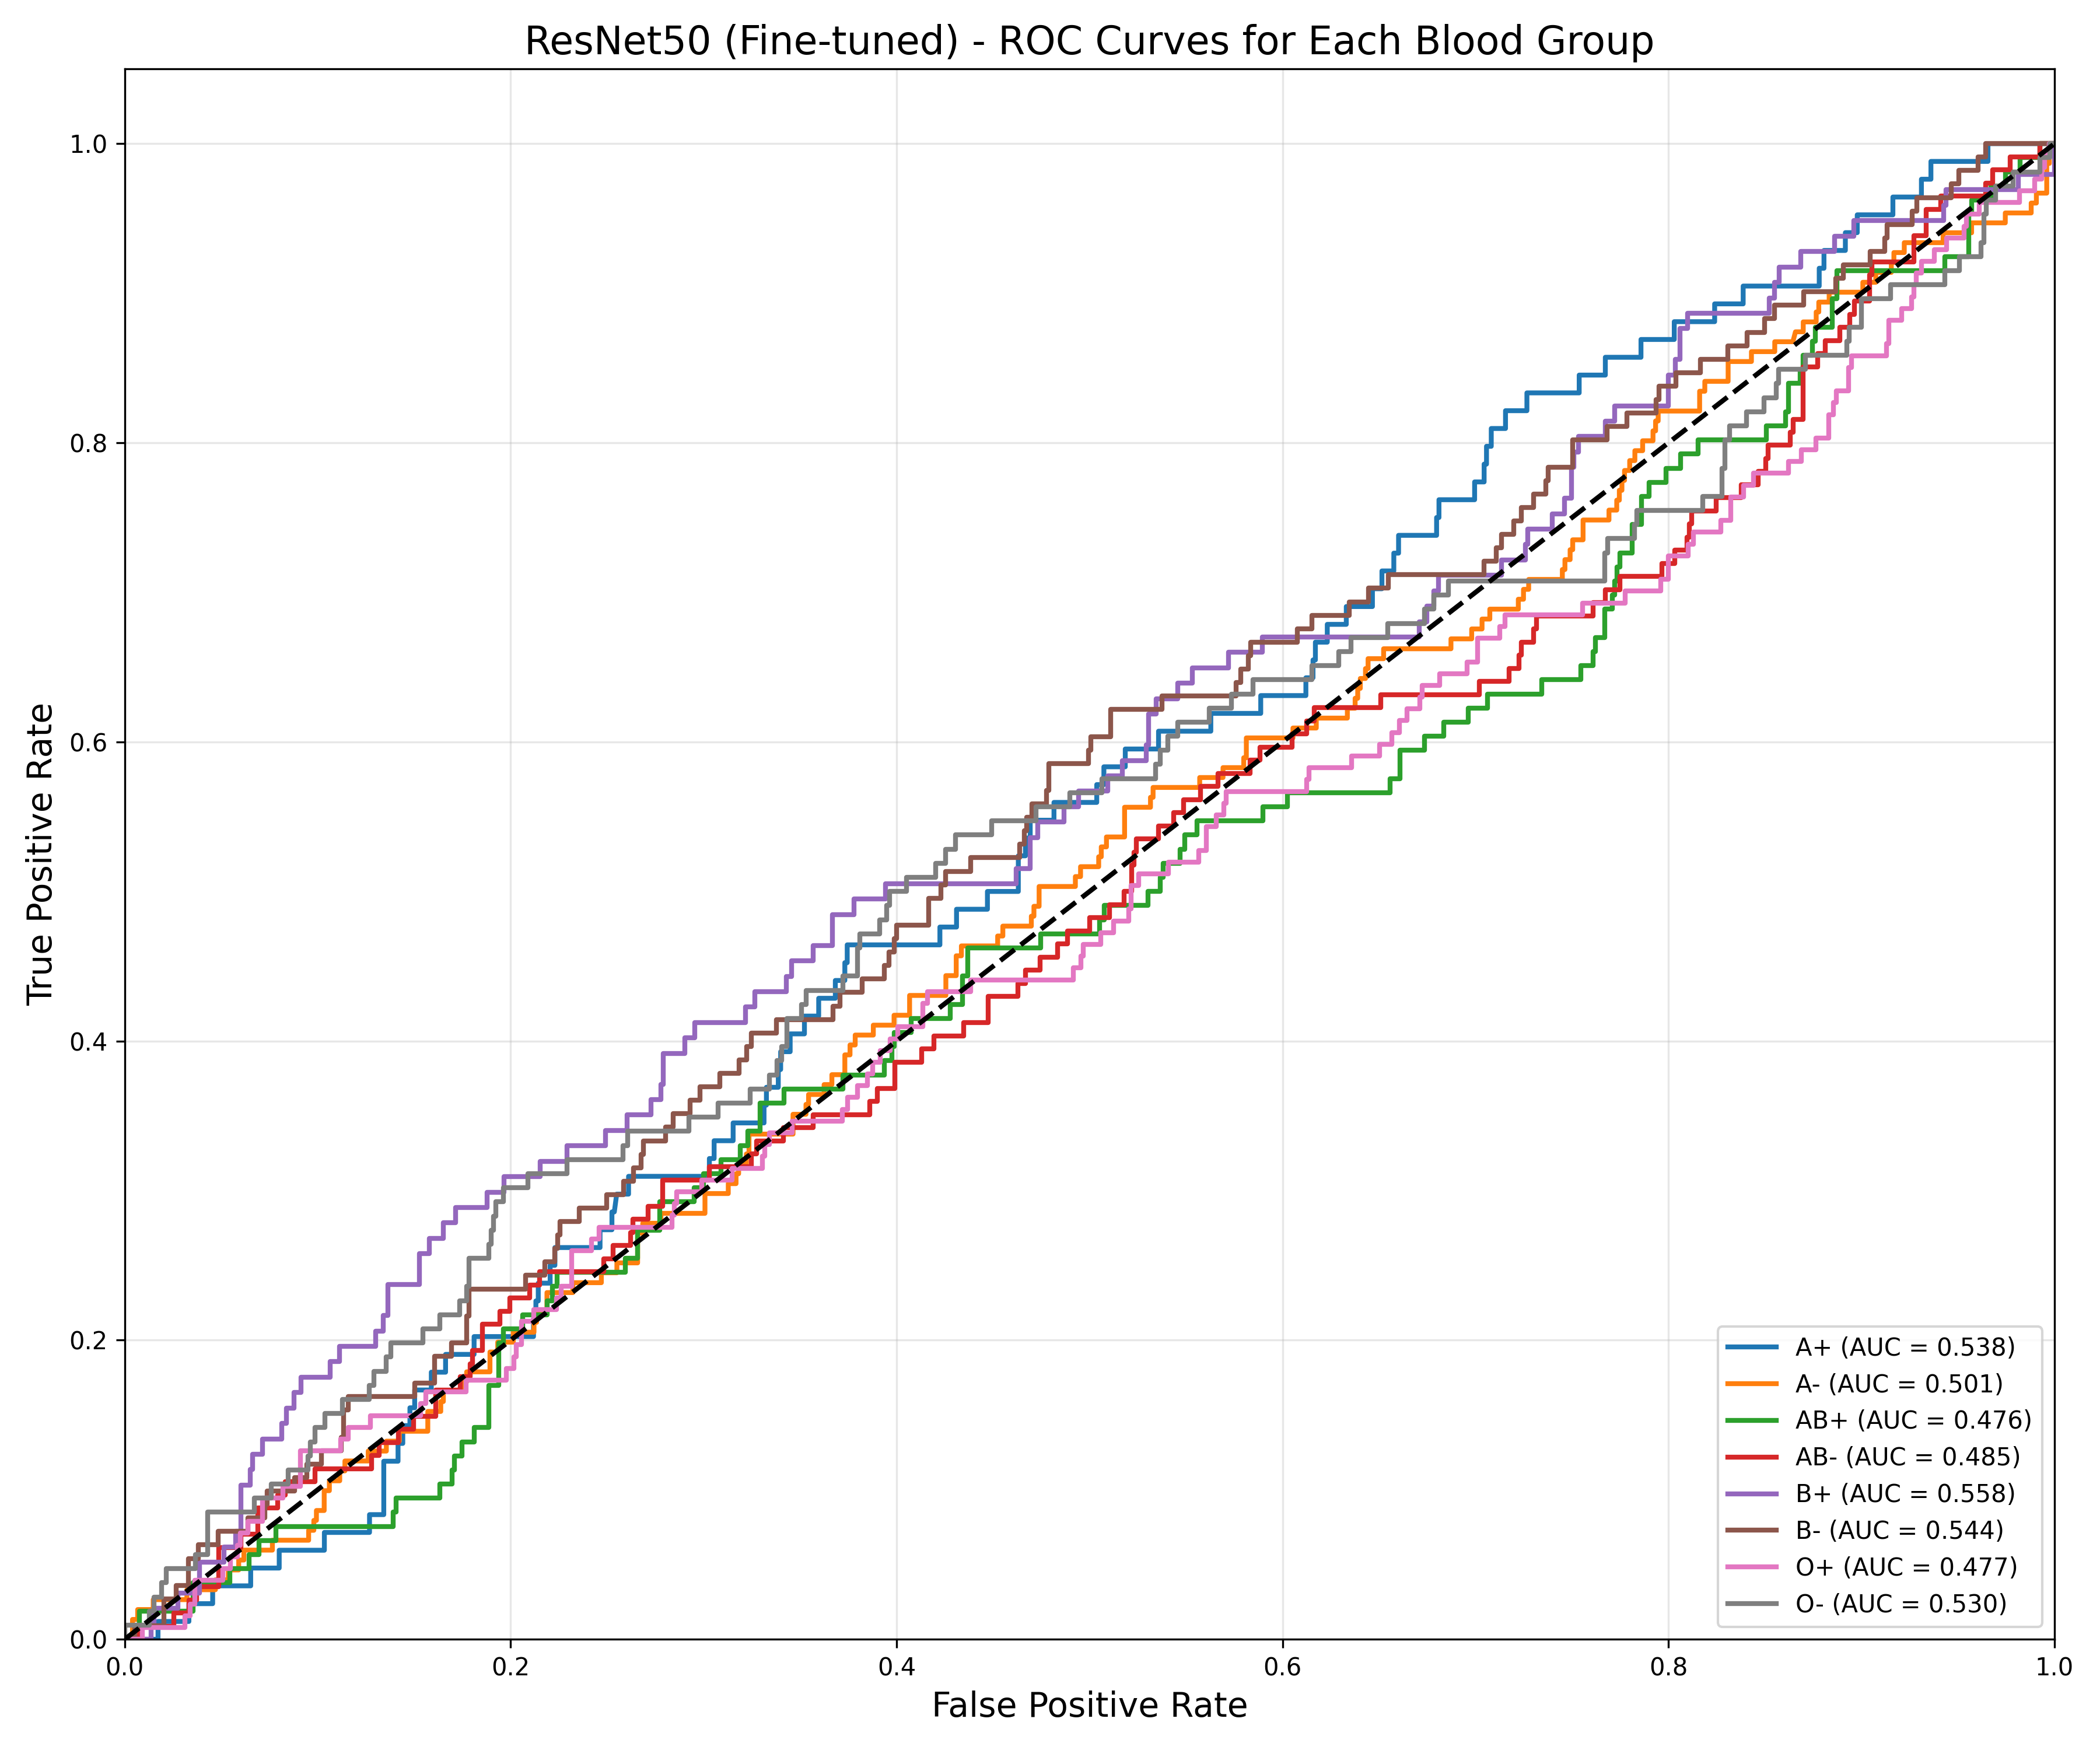 ResNet50 (Fine-tuned) - ROC Curves for Each Blood Group
True Positive Rate
1.0
0.8
0.6
0.4
0.2
0.0
0.0 0.2 0.4 0.6 0.8 1.0
False Positive Rate
A+ (AUC = 0.538)
A- (AUC = 0.501)
AB+ (AUC = 0.476)
AB- (AUC = 0.485)
B+ (AUC = 0.558)
B- (AUC = 0.544)
O+ (AUC = 0.477)
O- (AUC = 0.530)